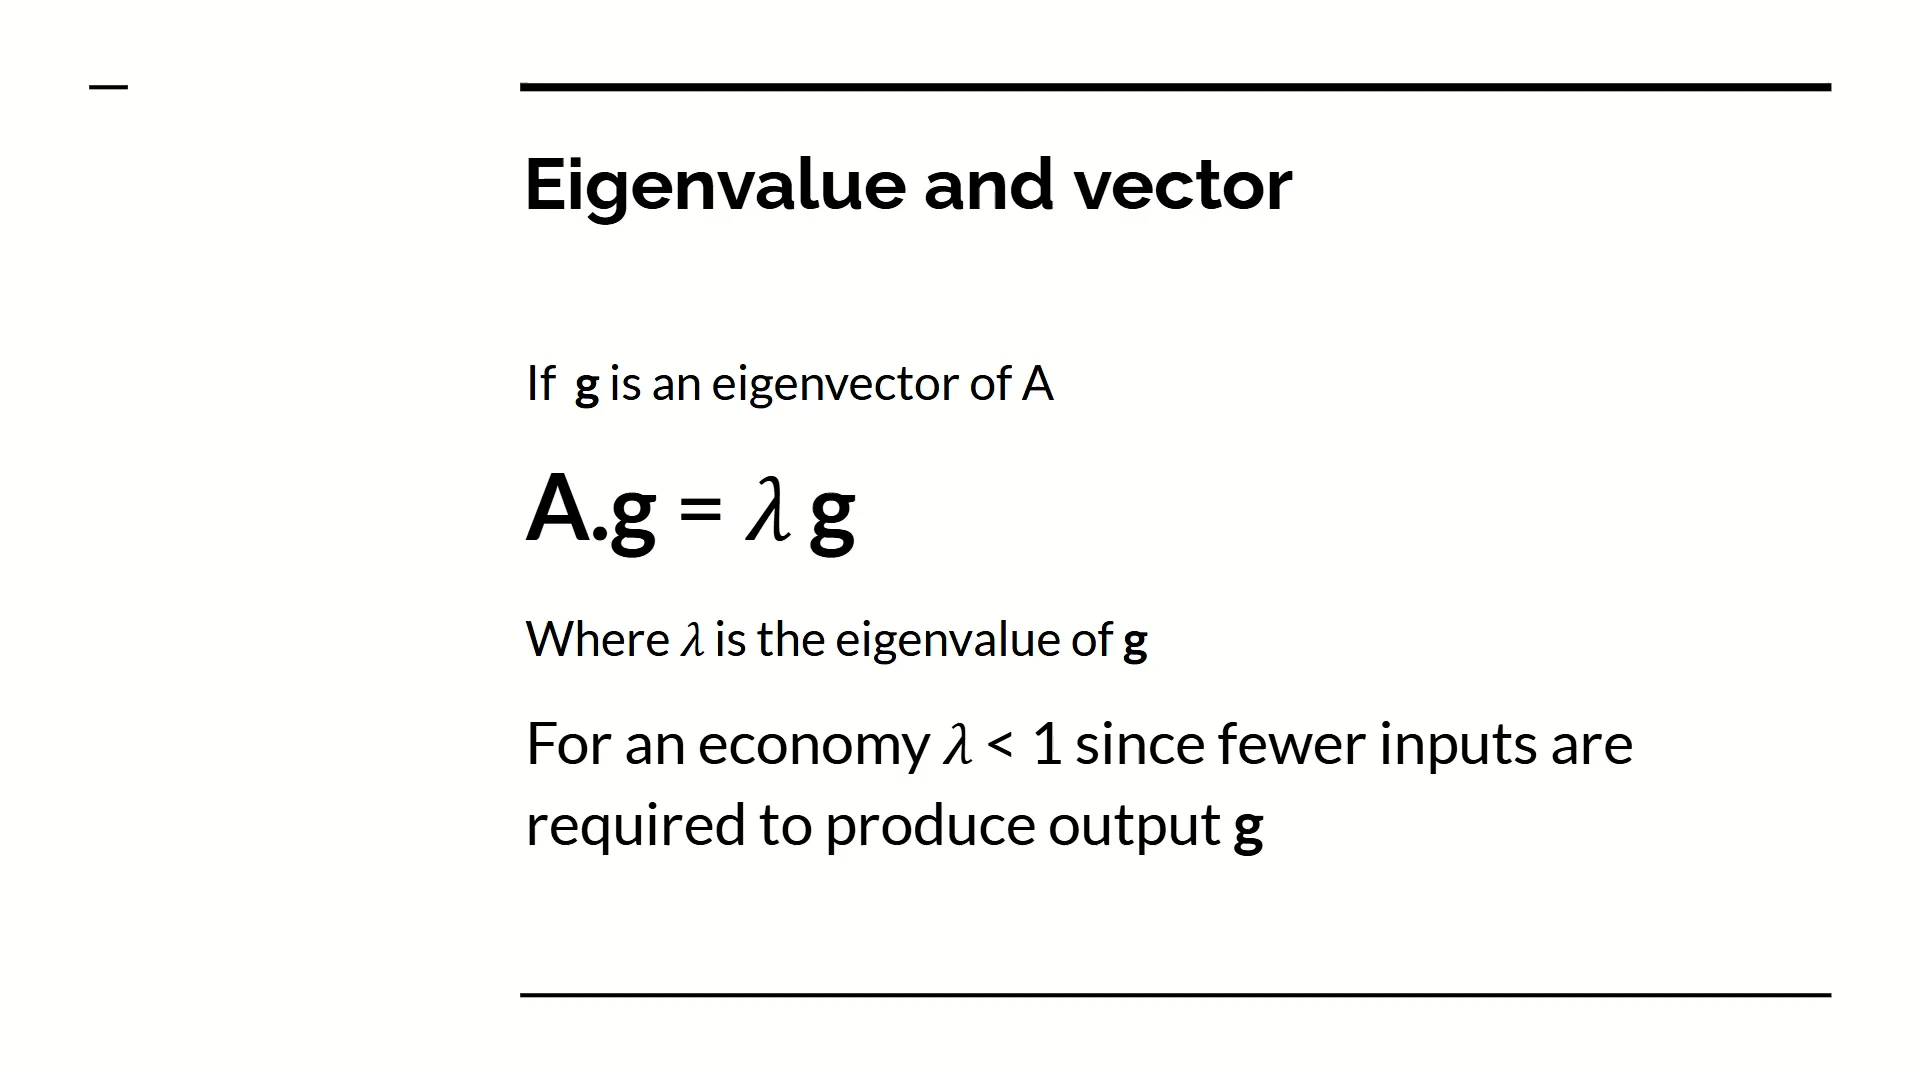 Eigenvalue and vector
If g is an eigenvector of A
A.g = λ g
Where λ is the eigenvalue of g
For an economy λ < 1 since fewer inputs are
required to produce output g